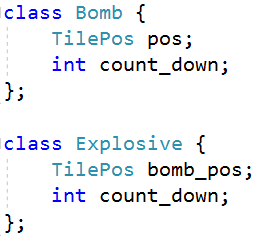 class Bomb {
    TilePos pos;
    int count_down;
};

class Explosive {
    TilePos bomb_pos;
    int count_down;
};